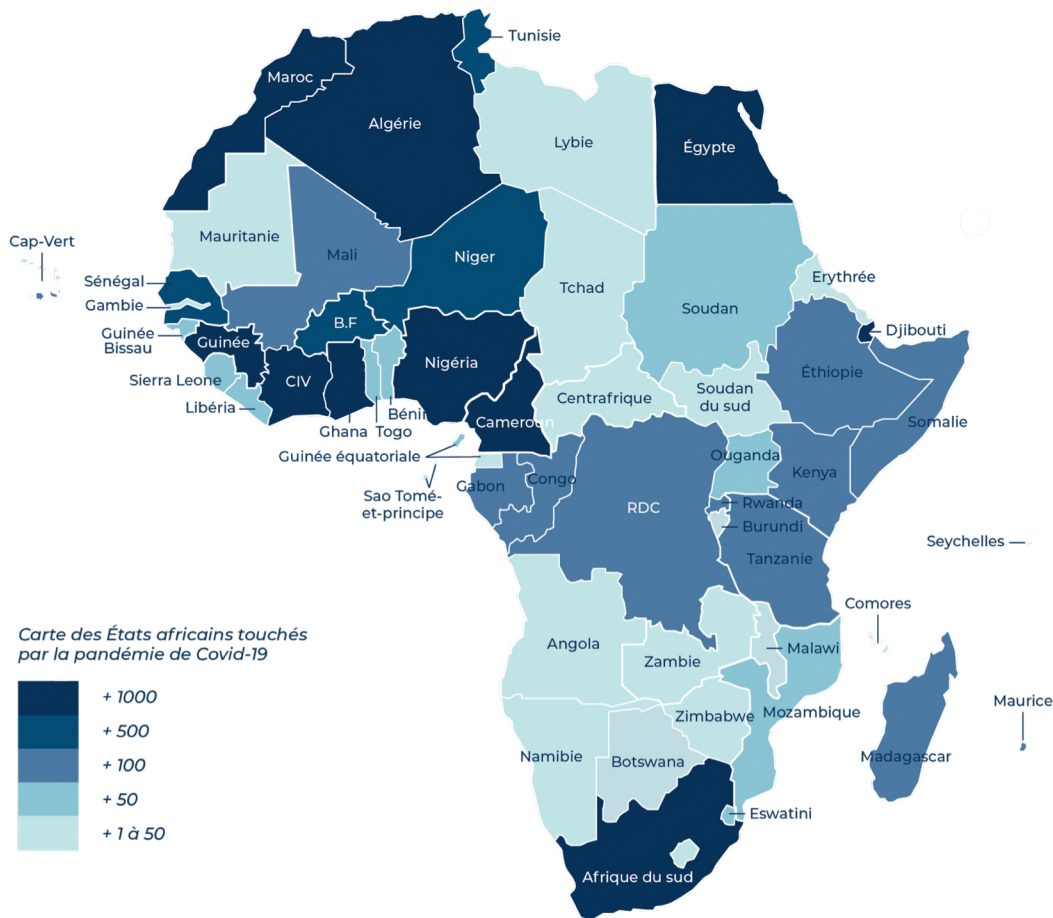 Tunisie
Maroc
Algérie
Lybie
Égypte
Mauritanie
Cap-Vert
Mali
Niger
Tchad
Erythrée
Sénégal
Soudan
Gambie
B.F
Djibouti
Guinée
Bissau
Guinée
Nigéria
Éthiopie
Sierra Leone
CIV
Centrafrique
Soudan
du sud
Libéria
Bénin
Cameroun
Somalie
Ghana
Togo
Guinée équatoriale
Ouganda
Kenya
Sao Tomé-
et-principe
Gabon
Congo
RDC
Rwanda
Burundi
Seychelles
Tanzanie
Comores
Carte des États africains touchés
par la pandémie de Covid-19
+ 1000
+ 500
+ 100
+ 50
+ 1 à 50
Angola
Zambie
Malawi
Maurice
Zimbabwe
Mozambique
Namibie
Botswana
Madagascar
Eswatini
Afrique du sud